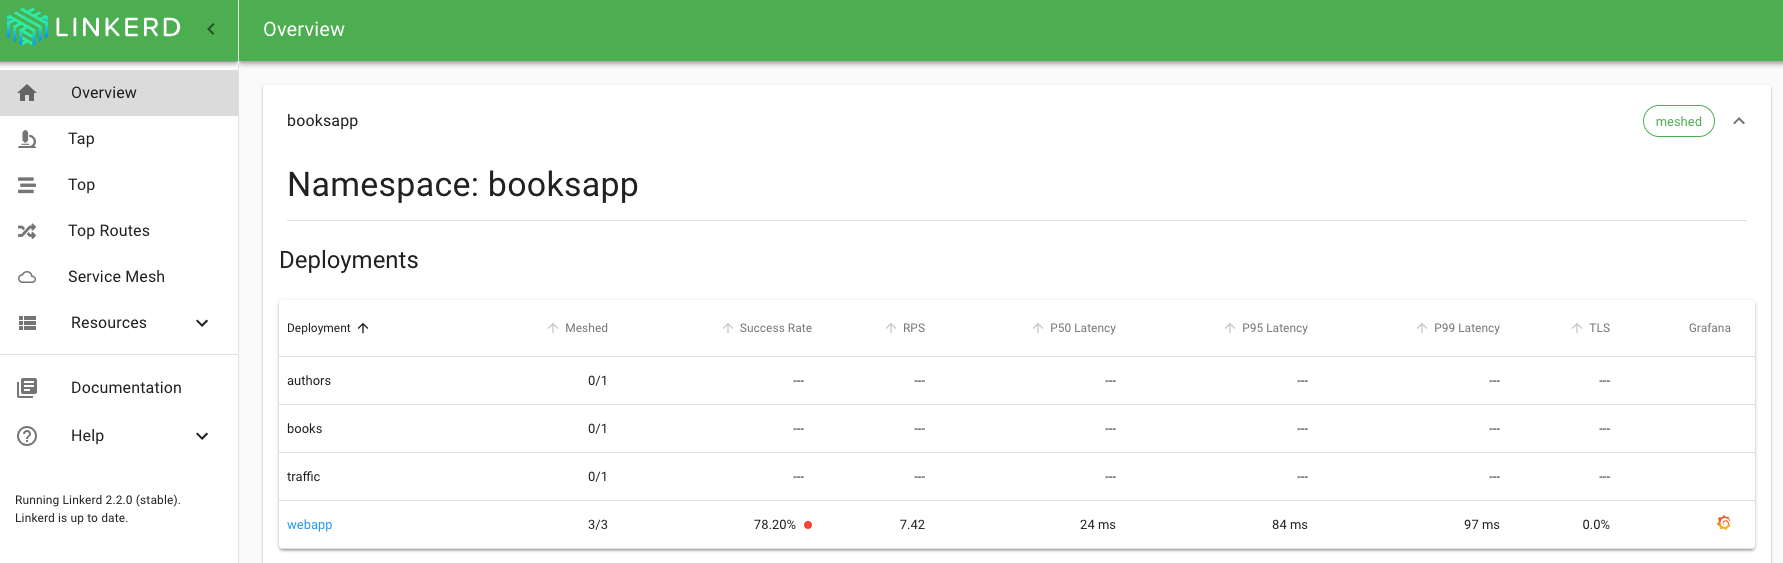 LINKERD
Overview
Overview
Tap
Top
Top Routes
Service Mesh
Resources
Documentation
Help
Running Linkerd 2.2.0 (stable).
Linkerd is up to date.
booksapp
meshed
Namespace: booksapp
Deployments
Deployment Meshed Success Rate RPS P50 Latency P95 Latency P99 Latency TLS Grafana
authors 0/1 --- --- --- --- --- ---
books 0/1 --- --- --- --- --- ---
traffic 0/1 --- --- --- --- --- ---
webapp 3/3 78.20% 7.42 24 ms 84 ms 97 ms 0.0%